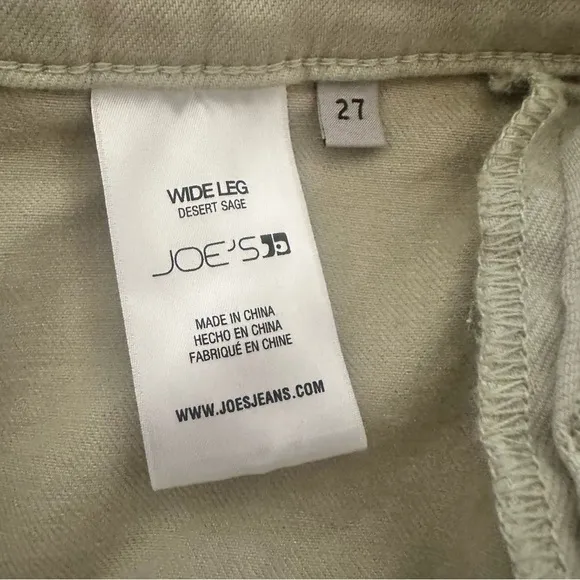 27
WIDE LEG
DESERT SAGE
JOE'S
MADE IN CHINA
HECHO EN CHINA
FABRIQUÉ EN CHINE
WWW.JOESJEANS.COM